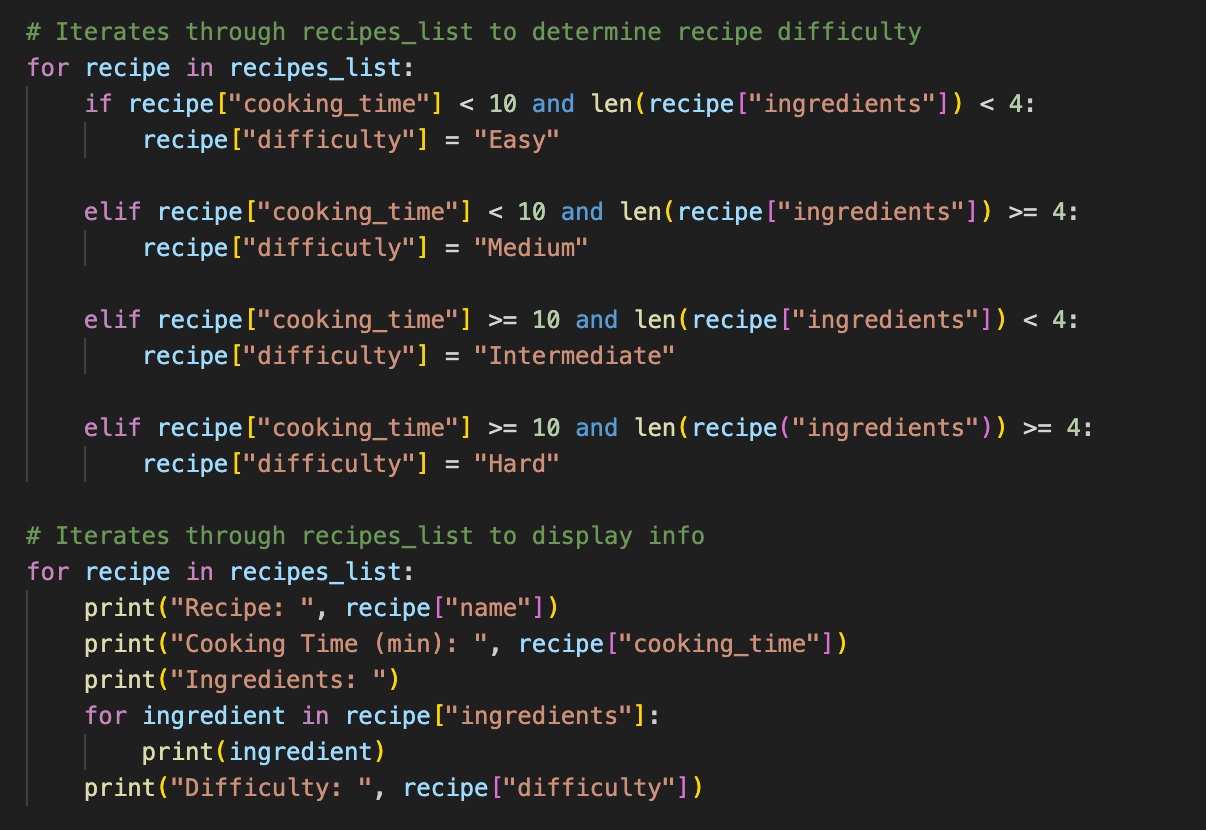 # Iterates through recipes_list to determine recipe difficulty
for recipe in recipes_list:
    if recipe["cooking_time"] < 10 and len(recipe["ingredients"]) < 4:
        recipe["difficulty"] = "Easy"

    elif recipe["cooking_time"] < 10 and len(recipe["ingredients"]) >= 4:
        recipe["difficutly"] = "Medium"

    elif recipe["cooking_time"] >= 10 and len(recipe["ingredients"]) < 4:
        recipe["difficulty"] = "Intermediate"

    elif recipe["cooking_time"] >= 10 and len(recipe("ingredients")) >= 4:
        recipe["difficulty"] = "Hard"

# Iterates through recipes_list to display info
for recipe in recipes_list:
    print("Recipe: ", recipe["name"])
    print("Cooking Time (min): ", recipe["cooking_time"])
    print("Ingredients: ")
    for ingredient in recipe["ingredients"]:
        print(ingredient)
    print("Difficulty: ", recipe["difficulty"])